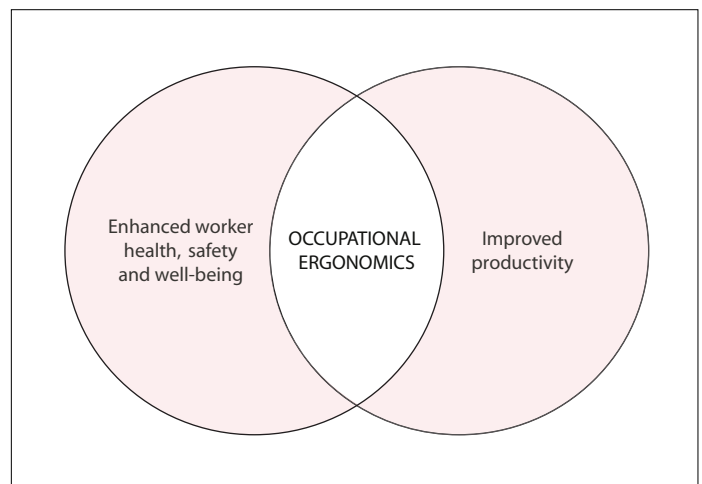 Enhanced worker
health, safety
and well-being
OCCUPATIONAL
ERGONOMICS
Improved
productivity